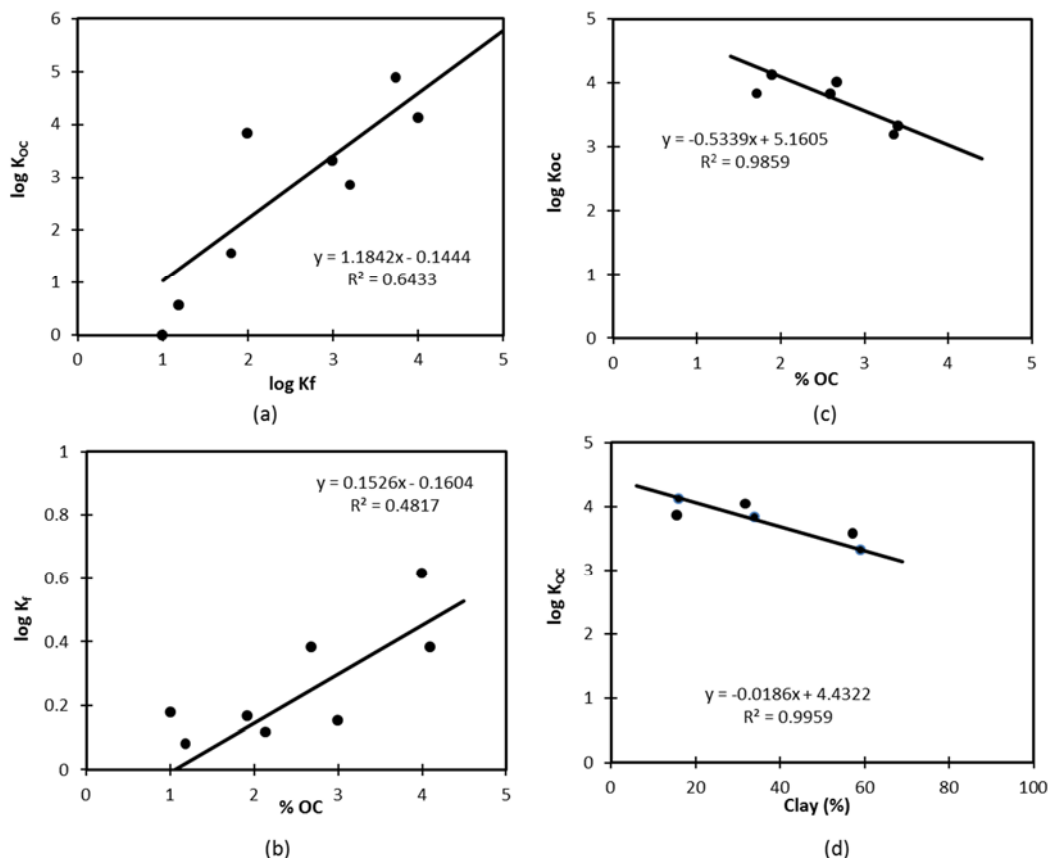 6
5
4
3
2
1
0
log K_OC
y = 1.1842x - 0.1444
R² = 0.6433
0 1 2 3 4 5
log Kf
(a)
5
4
3
2
1
0
log Koc
y = -0.5339x + 5.1605
R² = 0.9859
0 1 2 3 4 5
% OC
(c)
1
0.8
0.6
0.4
0.2
0
log K_f
y = 0.1526x - 0.1604
R² = 0.4817
0 1 2 3 4 5
% OC
(b)
5
4
3
2
1
0
log K_OC
y = -0.0186x + 4.4322
R² = 0.9959
0 20 40 60 80 100
Clay (%)
(d)